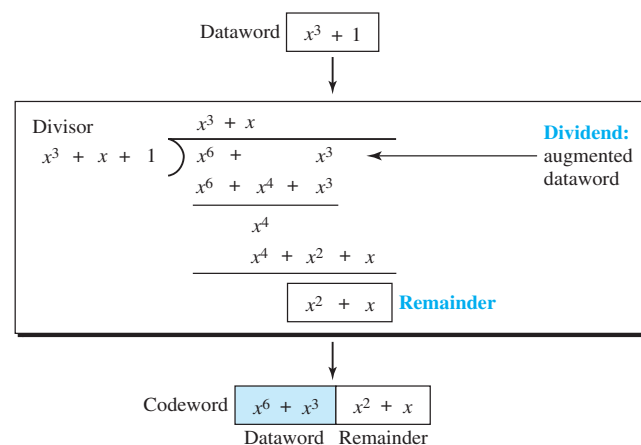 Dataword x³ + 1
Divisor
x³ + x
Dividend:
x³ + x + 1
x⁶ + x³
augmented
dataword
x⁶ + x⁴ + x³
x⁴
x⁴ + x² + x
x² + x Remainder
Codeword x⁶ + x³ x² + x
Dataword Remainder